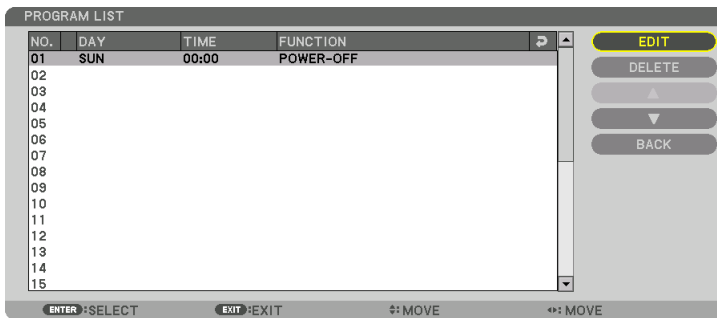 PROGRAM LIST
NO. DAY TIME FUNCTION
01 SUN 00:00 POWER-OFF
02
03
04
05
06
07
08
09
10
11
12
13
14
15
EDIT
DELETE
▲
▼
BACK
ENTER:SELECT EXIT:EXIT ♦:MOVE ◂▸:MOVE